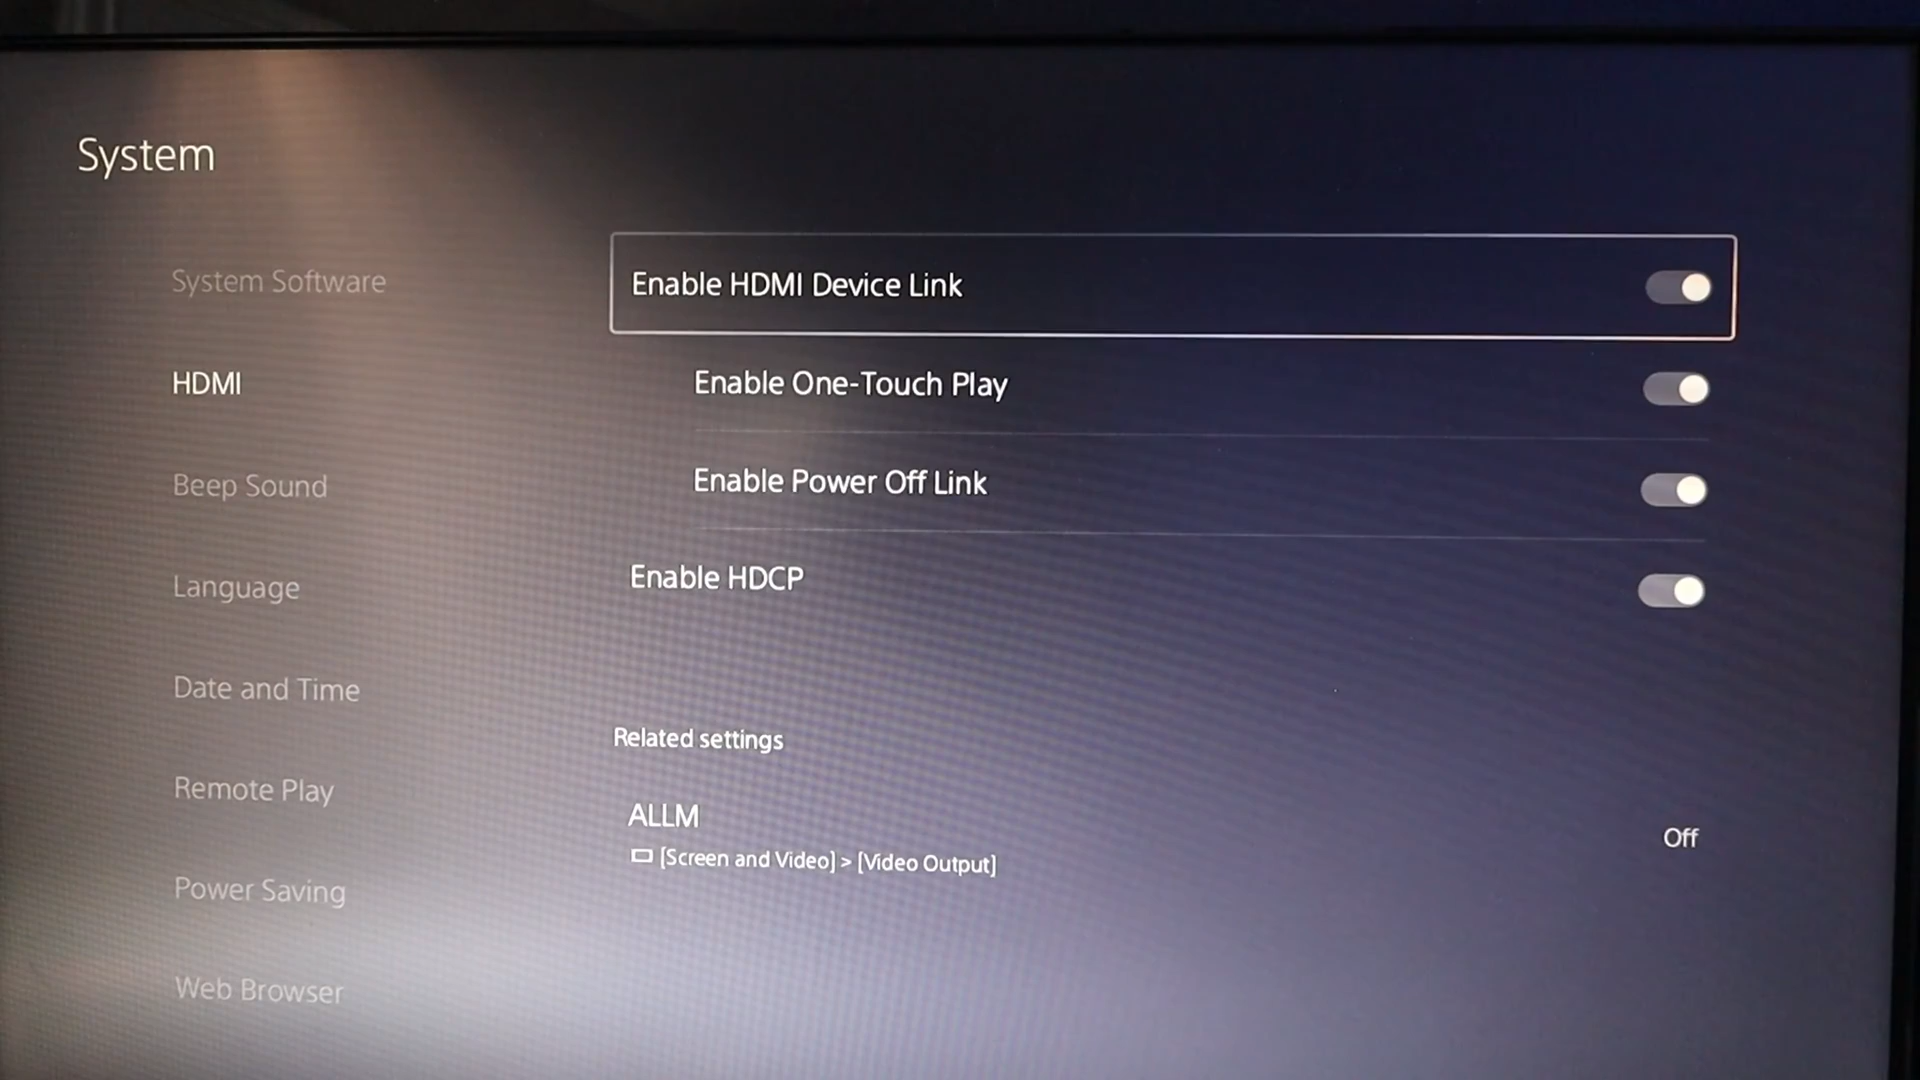 System
System Software
HDMI
Beep Sound
Language
Date and Time
Remote Play
Power Saving
Web Browser
Enable HDMI Device Link
Enable One-Touch Play
Enable Power Off Link
Enable HDCP
Related settings
ALLM
Off
[Screen and Video] > [Video Output]